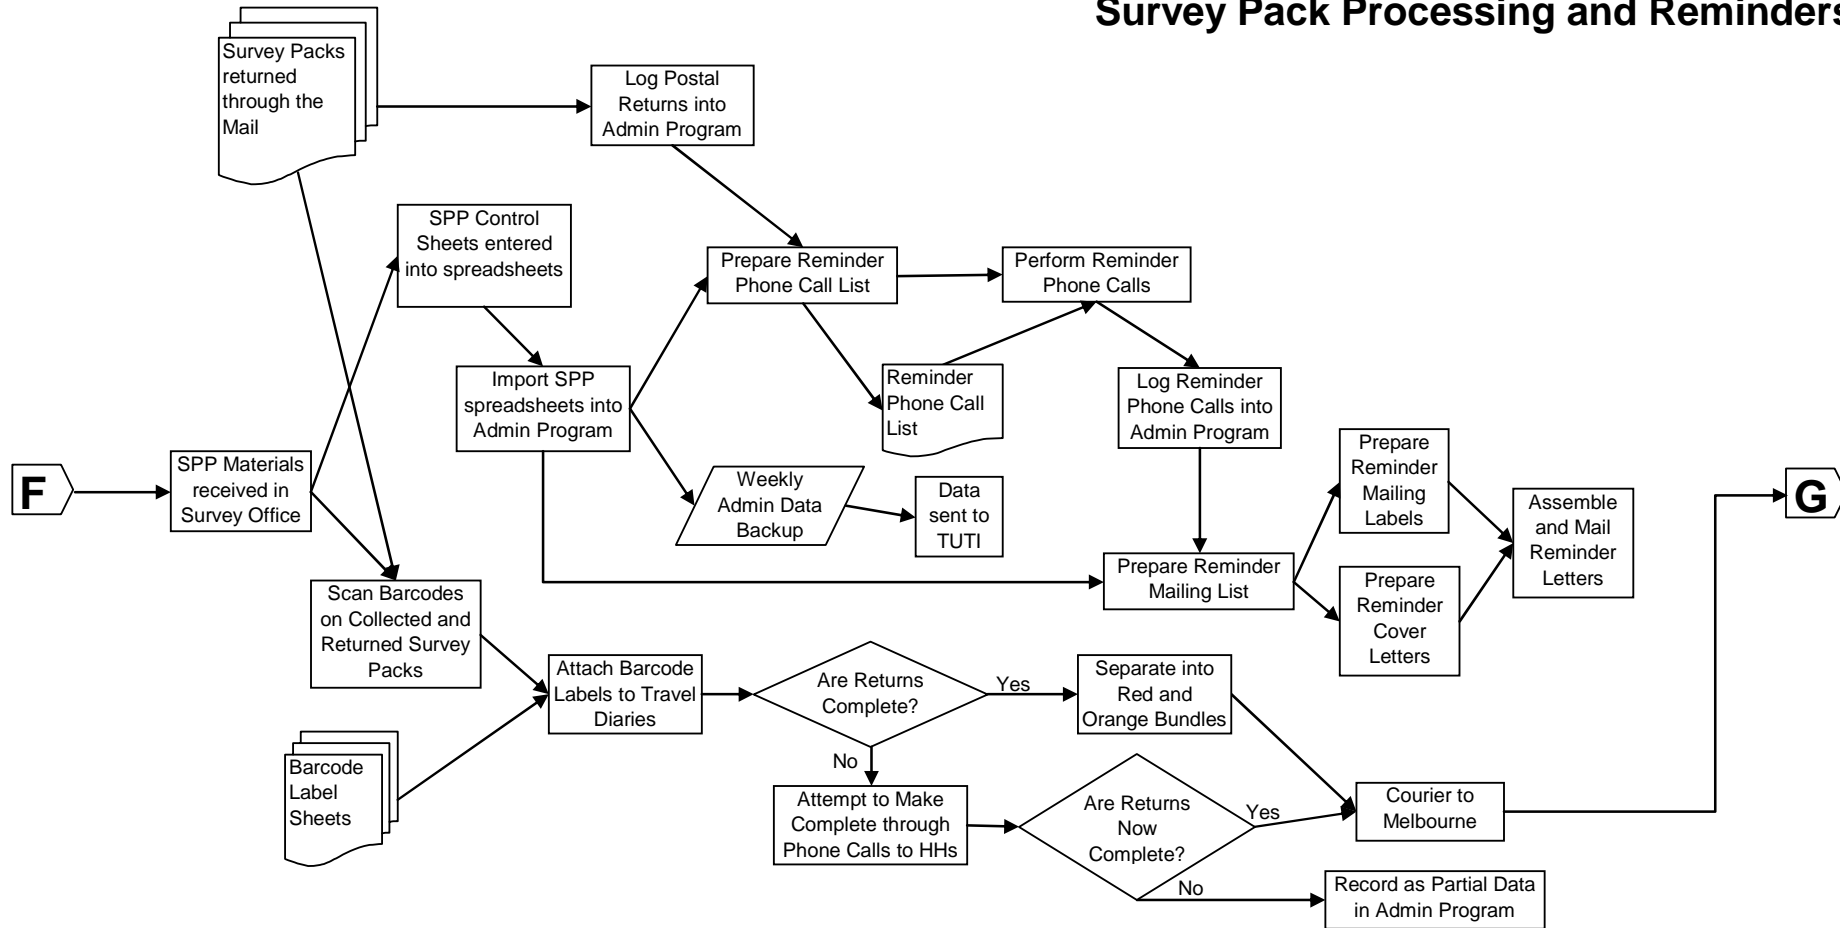 Survey Pack Processing and Reminders
Survey Packs
returned
through the
Mail
Log Postal
Returns into
Admin Program
SPP Control
Sheets entered
into spreadsheets
Prepare Reminder
Phone Call List
Perform Reminder
Phone Calls
Import SPP
spreadsheets into
Admin Program
Reminder
Phone Call
List
Log Reminder
Phone Calls into
Admin Program
F
SPP Materials
received in
Survey Office
Weekly
Admin Data
Backup
Data
sent to
TUTI
Prepare
Reminder
Mailing
Labels
Assemble
and Mail
Reminder
Letters
G
Prepare Reminder
Mailing List
Prepare
Reminder
Cover
Letters
Scan Barcodes
on Collected and
Returned Survey
Packs
Attach Barcode
Labels to Travel
Diaries
Are Returns
Complete?
Yes
Separate into
Red and
Orange Bundles
No
Barcode
Label
Sheets
Attempt to Make
Complete through
Phone Calls to HHs
Are Returns
Now
Complete?
Yes
Courier to
Melbourne
No
Record as Partial Data
in Admin Program